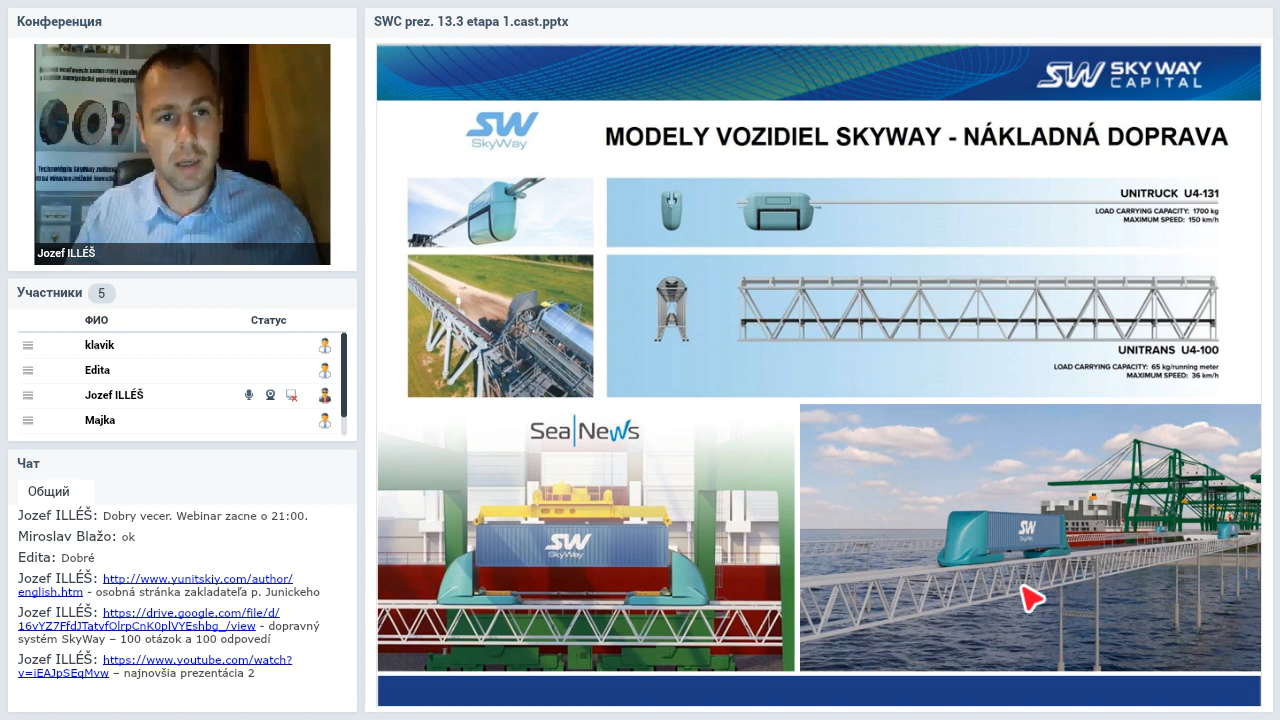 Конференция
Jozef ILLÉŠ
Участники 5
ФИО Статус
klavik
Edita
Jozef ILLÉŠ
Majka
Чат
Общий
Jozef ILLÉŠ: Dobry vecer. Webinar zacne o 21:00.
Miroslav Blažo: ok
Edita: Dobré
Jozef ILLÉŠ: http://www.yunitskiy.com/author/
english.htm - osobná stránka zakladateľa p. Junickeho
Jozef ILLÉŠ: https://drive.google.com/file/d/
- dopravný
systém SkyWay – 100 otázok a 100 odpovedí
Jozef ILLÉŠ: https://www.youtube.com/watch?
– najnovšia prezentácia 2
SWC prez. 13.3 etapa 1.cast.pptx
SW SKY WAY
CAPITAL
SW
SkyWay
MODELY VOZIDIEL SKYWAY - NÁKLADNÁ DOPRAVA
UNITRUCK U4-131
LOAD CARRYING CAPACITY: 1700 kg
MAXIMUM SPEED: 150 km/h
UNITRANS U4-100
LOAD CARRYING CAPACITY: 65 kg/running meter
MAXIMUM SPEED: 36 km/h
Sea News
SW
SkyWay
SW
SkyWay